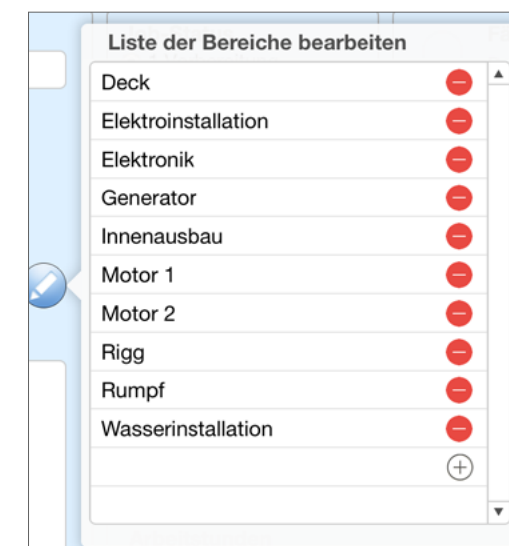 Liste der Bereiche bearbeiten
Deck
Elektroinstallation
Elektronik
Generator
Innenausbau
Motor 1
Motor 2
Rigg
Rumpf
Wasserinstallation